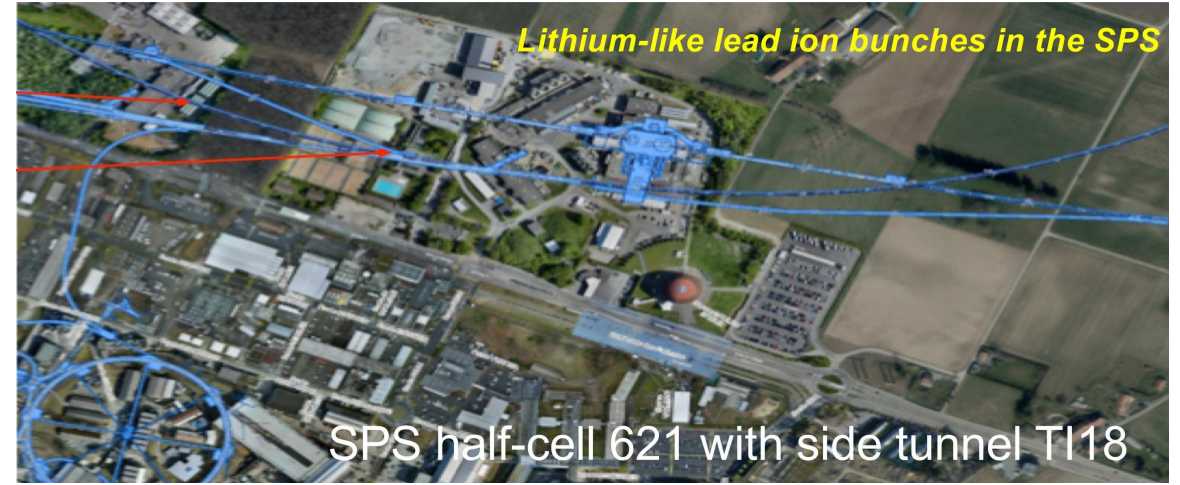 Lithium-like lead ion bunches in the SPS
SPS half-cell 621 with side tunnel TI18